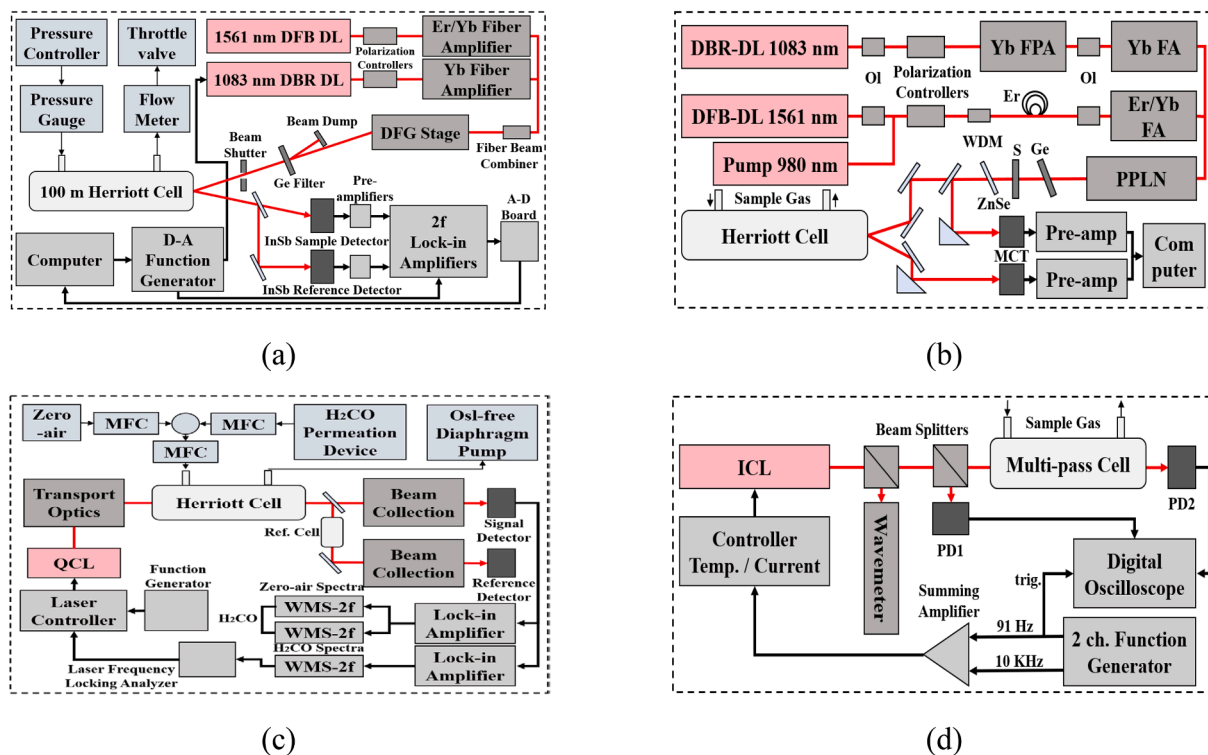 Pressure
Controller
Throttle
valve
1561 nm DFB DL
Polarization
Controllers
Er/Yb Fiber
Amplifier
1083 nm DBR DL
Yb Fiber
Amplifier
Pressure
Gauge
Flow
Meter
Beam Dump
DFG Stage
Fiber Beam
Combiner
Beam
Shutter
Ge Filter
100 m Herriott Cell
Pre-
amplifiers
A-D
Board
InSb Sample Detector
2f
Lock-in
Amplifiers
Computer
D-A
Function
Generator
InSb Reference Detector
(a)
DBR-DL 1083 nm
Ol
Polarization
Controllers
Yb FPA
Ol
Yb FA
DFB-DL 1561 nm
Er
Er/Yb
FA
WDM
S
Ge
Pump 980 nm
ZnSe
PPLN
Sample Gas
Herriott Cell
MCT
Pre-amp
Pre-amp
Com
puter
(b)
Zero
-air
MFC
MFC
H2CO
Permeation
Device
Osl-free
Diaphragm
Pump
MFC
Transport
Optics
Herriott Cell
Beam
Collection
Signal
Detector
Ref. Cell
QCL
Beam
Collection
Reference
Detector
Function
Generator
Zero-air Spectra
Laser
Controller
H2CO
WMS-2f
WMS-2f
Lock-in
Amplifier
H2CO Spectra
WMS-2f
Lock-in
Amplifier
Laser Frequency
Locking Analyzer
(c)
Sample Gas
Beam Splitters
ICL
Multi-pass Cell
PD2
Wavemeter
PD1
Controller
Temp. / Current
Digital
Oscilloscope
trig.
Summing
Amplifier
91 Hz
10 KHz
2 ch. Function
Generator
(d)